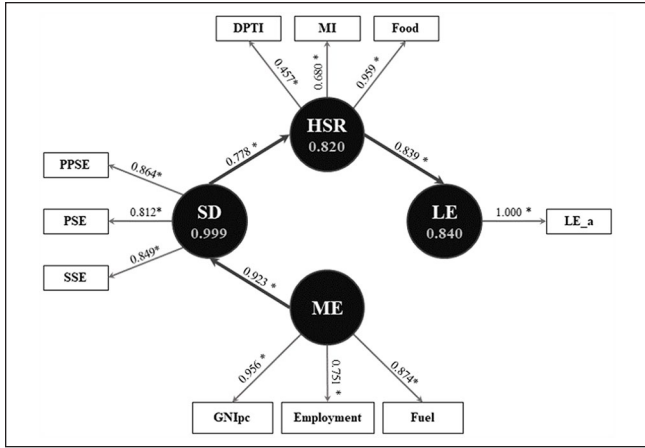 DPTI MI Food
0.457* 0.680 * 0.959 *
HSR
0.820
0.778 * 0.839 *
PPSE 0.864*
PSE 0.812*
SSE 0.849*
SD
0.999
LE
0.840
1.000 * LE_a
0.923 *
ME
0.956 * 0.751 * 0.874*
GNIpc Employment Fuel